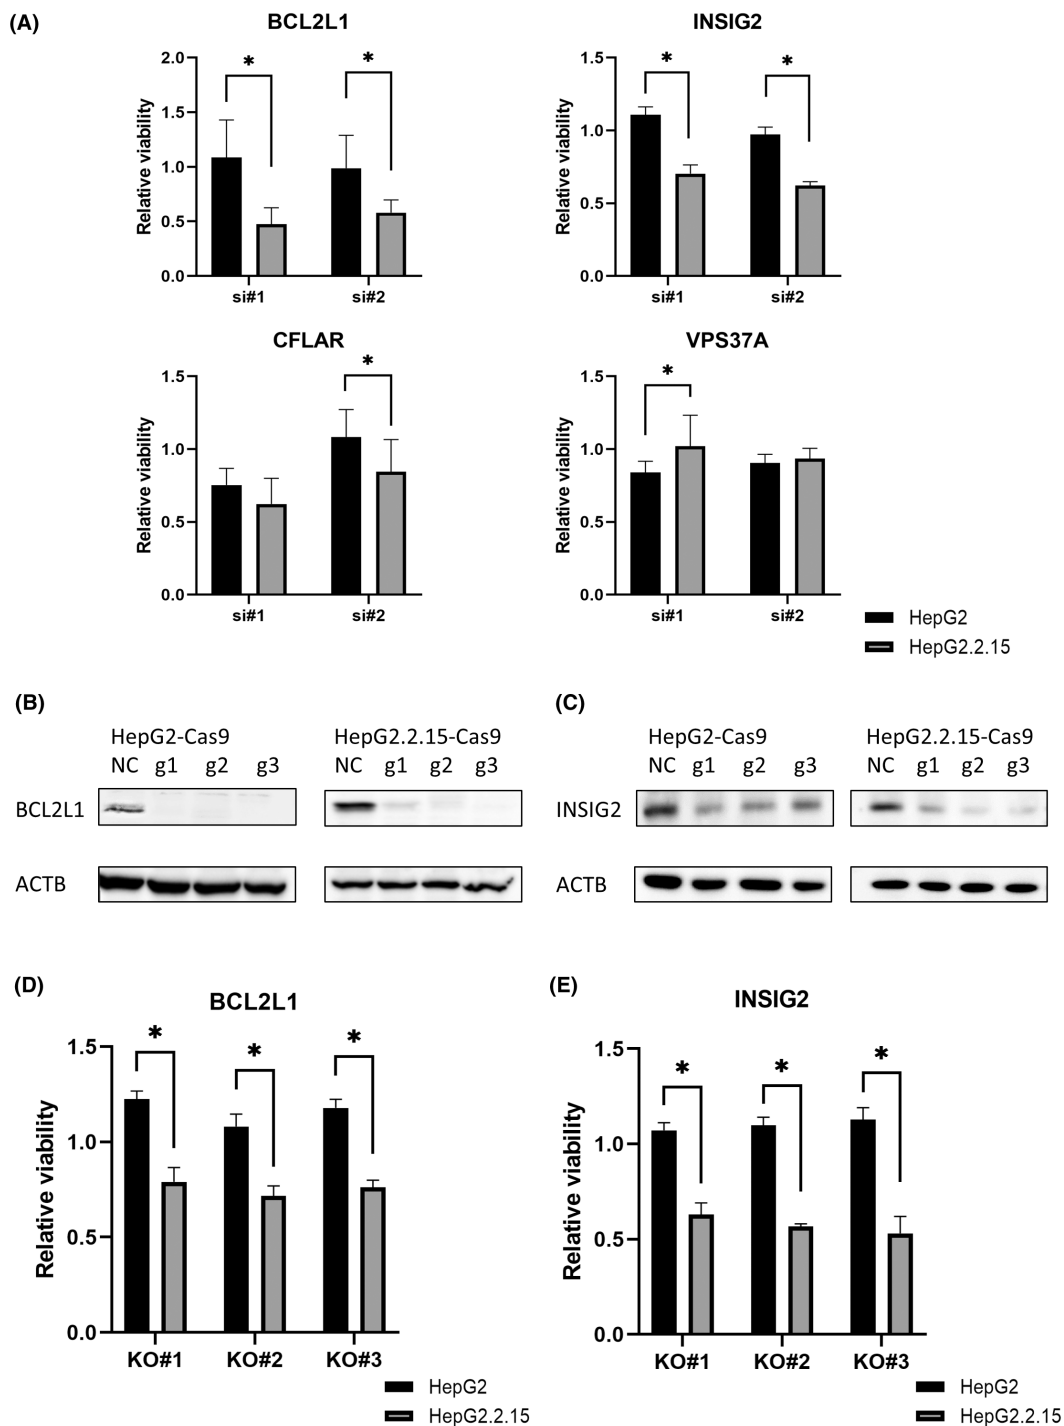 (A)
BCL2L1
Relative viability
2.0
1.5
1.0
0.5
0.0
* *
si#1 si#2
INSIG2
Relative viability
1.5
1.0
0.5
0.0
* *
si#1 si#2
CFLAR
Relative viability
1.5
1.0
0.5
0.0
*
si#1 si#2
VPS37A
Relative viability
1.5
1.0
0.5
0.0
*
si#1 si#2
HepG2
HepG2.2.15
(B)
HepG2-Cas9 HepG2.2.15-Cas9
NC g1 g2 g3 NC g1 g2 g3
BCL2L1
ACTB
(C)
HepG2-Cas9 HepG2.2.15-Cas9
NC g1 g2 g3 NC g1 g2 g3
INSIG2
ACTB
(D)
BCL2L1
Relative viability
1.5
1.0
0.5
0.0
* * *
KO#1 KO#2 KO#3
HepG2
HepG2.2.15
(E)
INSIG2
Relative viability
1.5
1.0
0.5
0.0
* * *
KO#1 KO#2 KO#3
HepG2
HepG2.2.15